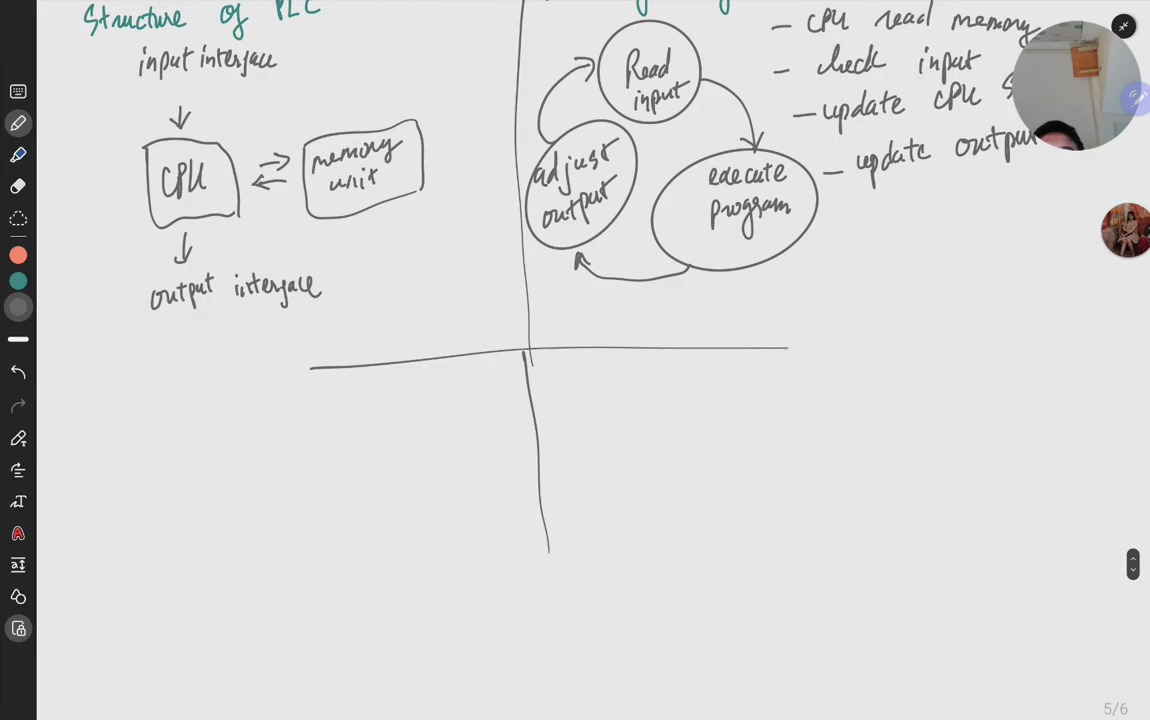 Structure of PLC
input interface
CPU
memory
unit
output interface
Read
input
execute
program
adjust
output
- CPU read memory
- check input
- update CPU
- update output
5/6